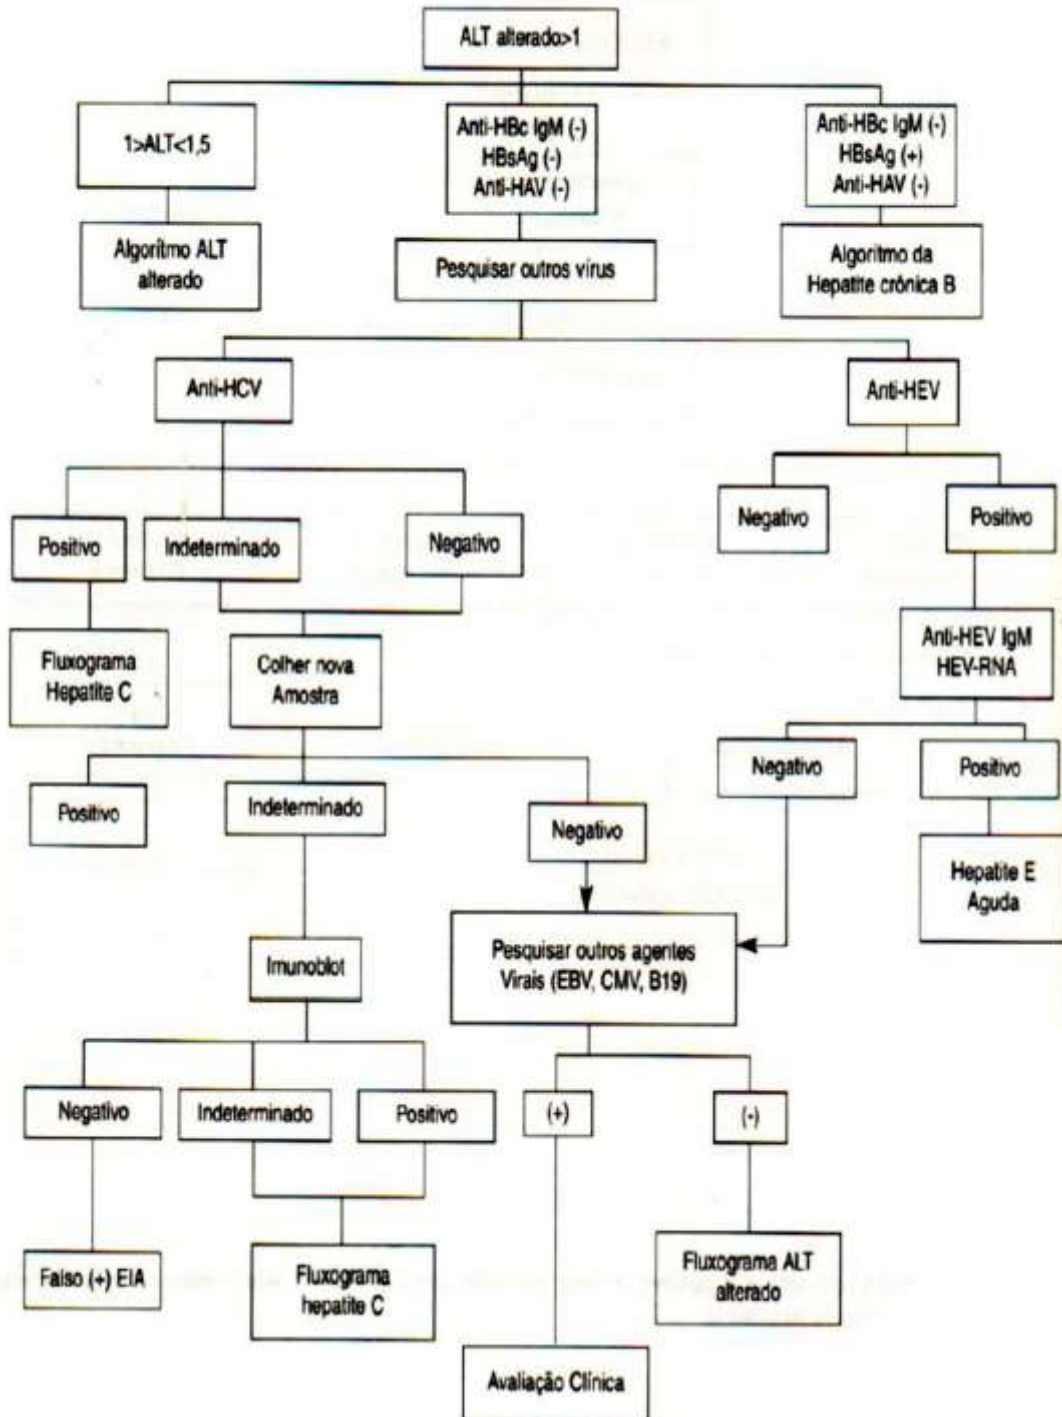 ALT alterado>1
1>ALT<1,5
Anti-HBc IgM (-)
HBsAg (-)
Anti-HAV (-)
Anti-HBc IgM (-)
HBsAg (+)
Anti-HAV (-)
Algorítmo ALT
alterado
Pesquisar outros vírus
Algoritmo da
Hepatite crônica B
Anti-HCV
Anti-HEV
Positivo
Indeterminado
Negativo
Negativo
Positivo
Fluxograma
Hepatite C
Colher nova
Amostra
Anti-HEV IgM
HEV-RNA
Positivo
Indeterminado
Negativo
Negativo
Positivo
Hepatite E
Aguda
Imunoblot
Pesquisar outros agentes
Virais (EBV, CMV, B19)
Negativo
Indeterminado
Positivo
(+)
(-)
Falso (+) EIA
Fluxograma
hepatite C
Fluxograma ALT
alterado
Avaliação Clínica